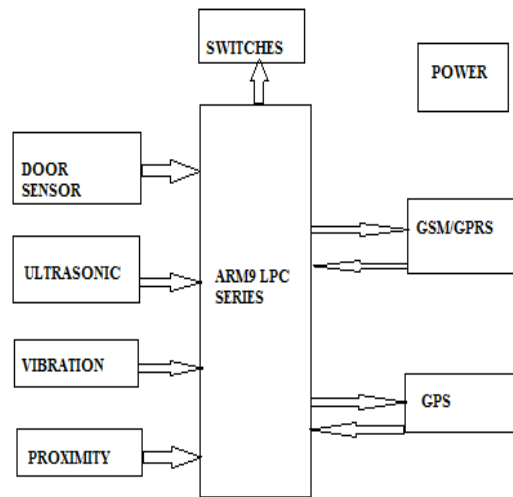 SWITCHES
POWER
DOOR
SENSOR
GSM/GPRS
ULTRASONIC
ARM9 LPC
SERIES
VIBRATION
GPS
PROXIMITY